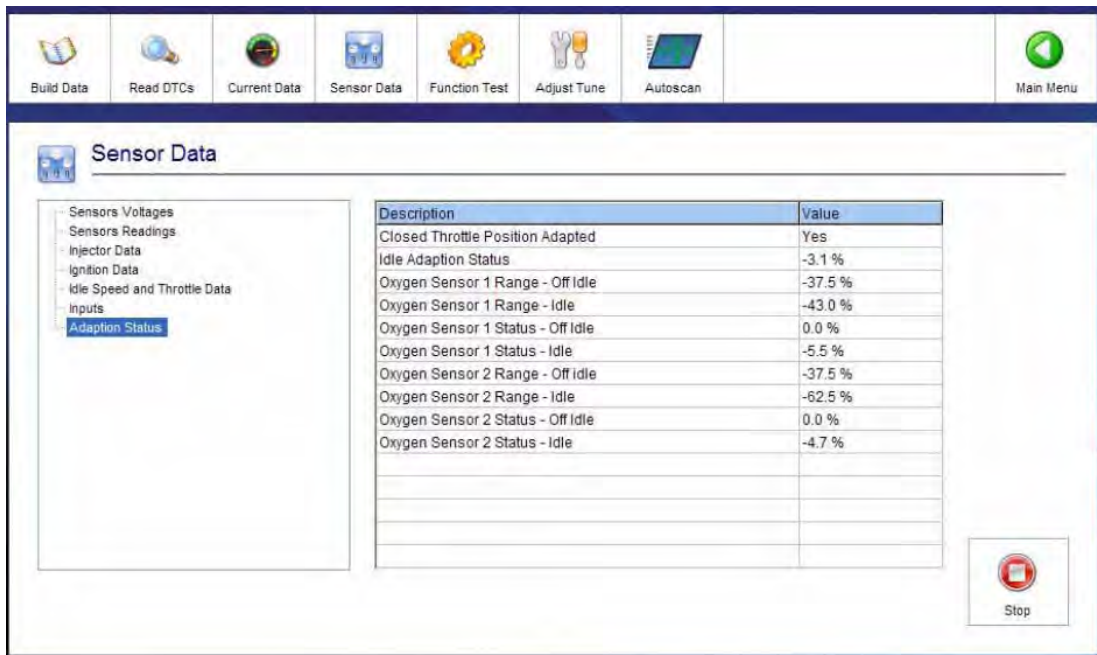 Build Data
Read DTCs
Current Data
Sensor Data
Function Test
Adjust Tune
Autoscan
Main Menu
Sensor Data
Sensors Voltages
Sensors Readings
Injector Data
Ignition Data
Idle Speed and Throttle Data
Inputs
Adaption Status
Description Value
Closed Throttle Position Adapted Yes
Idle Adaption Status -3.1 %
Oxygen Sensor 1 Range - Off Idle -37.5 %
Oxygen Sensor 1 Range - Idle -43.0 %
Oxygen Sensor 1 Status - Off Idle 0.0 %
Oxygen Sensor 1 Status - Idle -5.5 %
Oxygen Sensor 2 Range - Off idle -37.5 %
Oxygen Sensor 2 Range - Idle -62.5 %
Oxygen Sensor 2 Status - Off Idle 0.0 %
Oxygen Sensor 2 Status - Idle -4.7 %
Stop